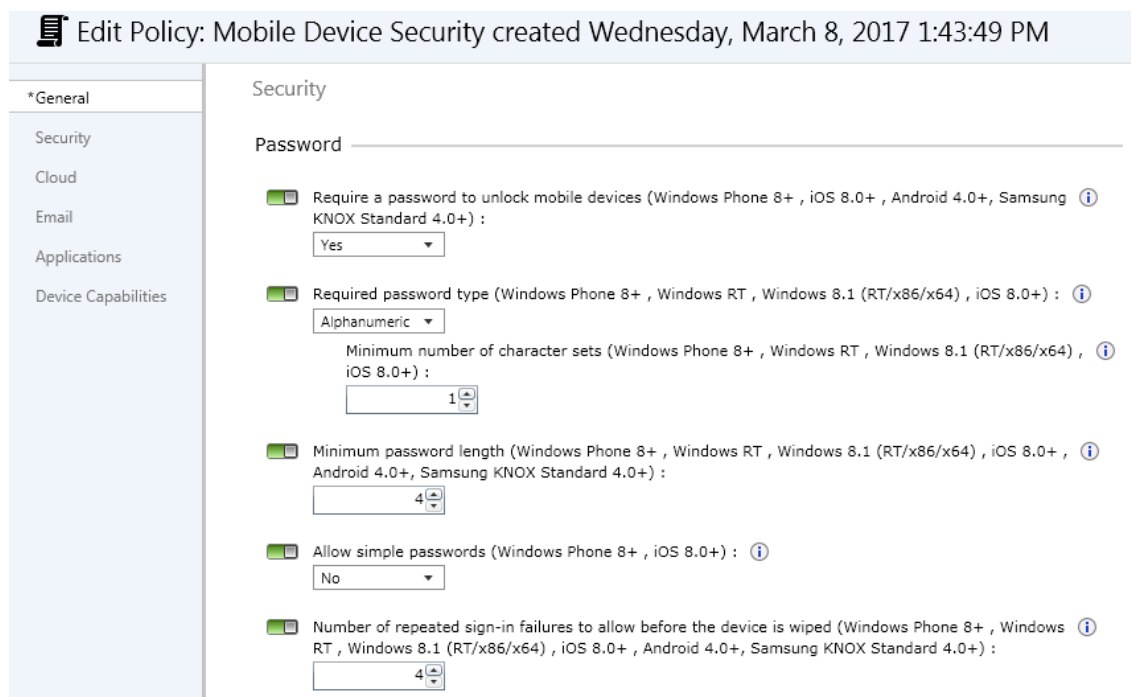 Edit Policy: Mobile Device Security created Wednesday, March 8, 2017 1:43:49 PM
*General
Security
Cloud
Email
Applications
Device Capabilities
Security
Password
Require a password to unlock mobile devices (Windows Phone 8+ , iOS 8.0+ , Android 4.0+, Samsung
KNOX Standard 4.0+) :
Yes
Required password type (Windows Phone 8+ , Windows RT , Windows 8.1 (RT/x86/x64) , iOS 8.0+) :
Alphanumeric
Minimum number of character sets (Windows Phone 8+ , Windows RT , Windows 8.1 (RT/x86/x64) ,
iOS 8.0+) :
1
Minimum password length (Windows Phone 8+ , Windows RT , Windows 8.1 (RT/x86/x64) , iOS 8.0+ ,
Android 4.0+, Samsung KNOX Standard 4.0+) :
4
Allow simple passwords (Windows Phone 8+ , iOS 8.0+) :
No
Number of repeated sign-in failures to allow before the device is wiped (Windows Phone 8+ , Windows
RT , Windows 8.1 (RT/x86/x64) , iOS 8.0+ , Android 4.0+, Samsung KNOX Standard 4.0+) :
4